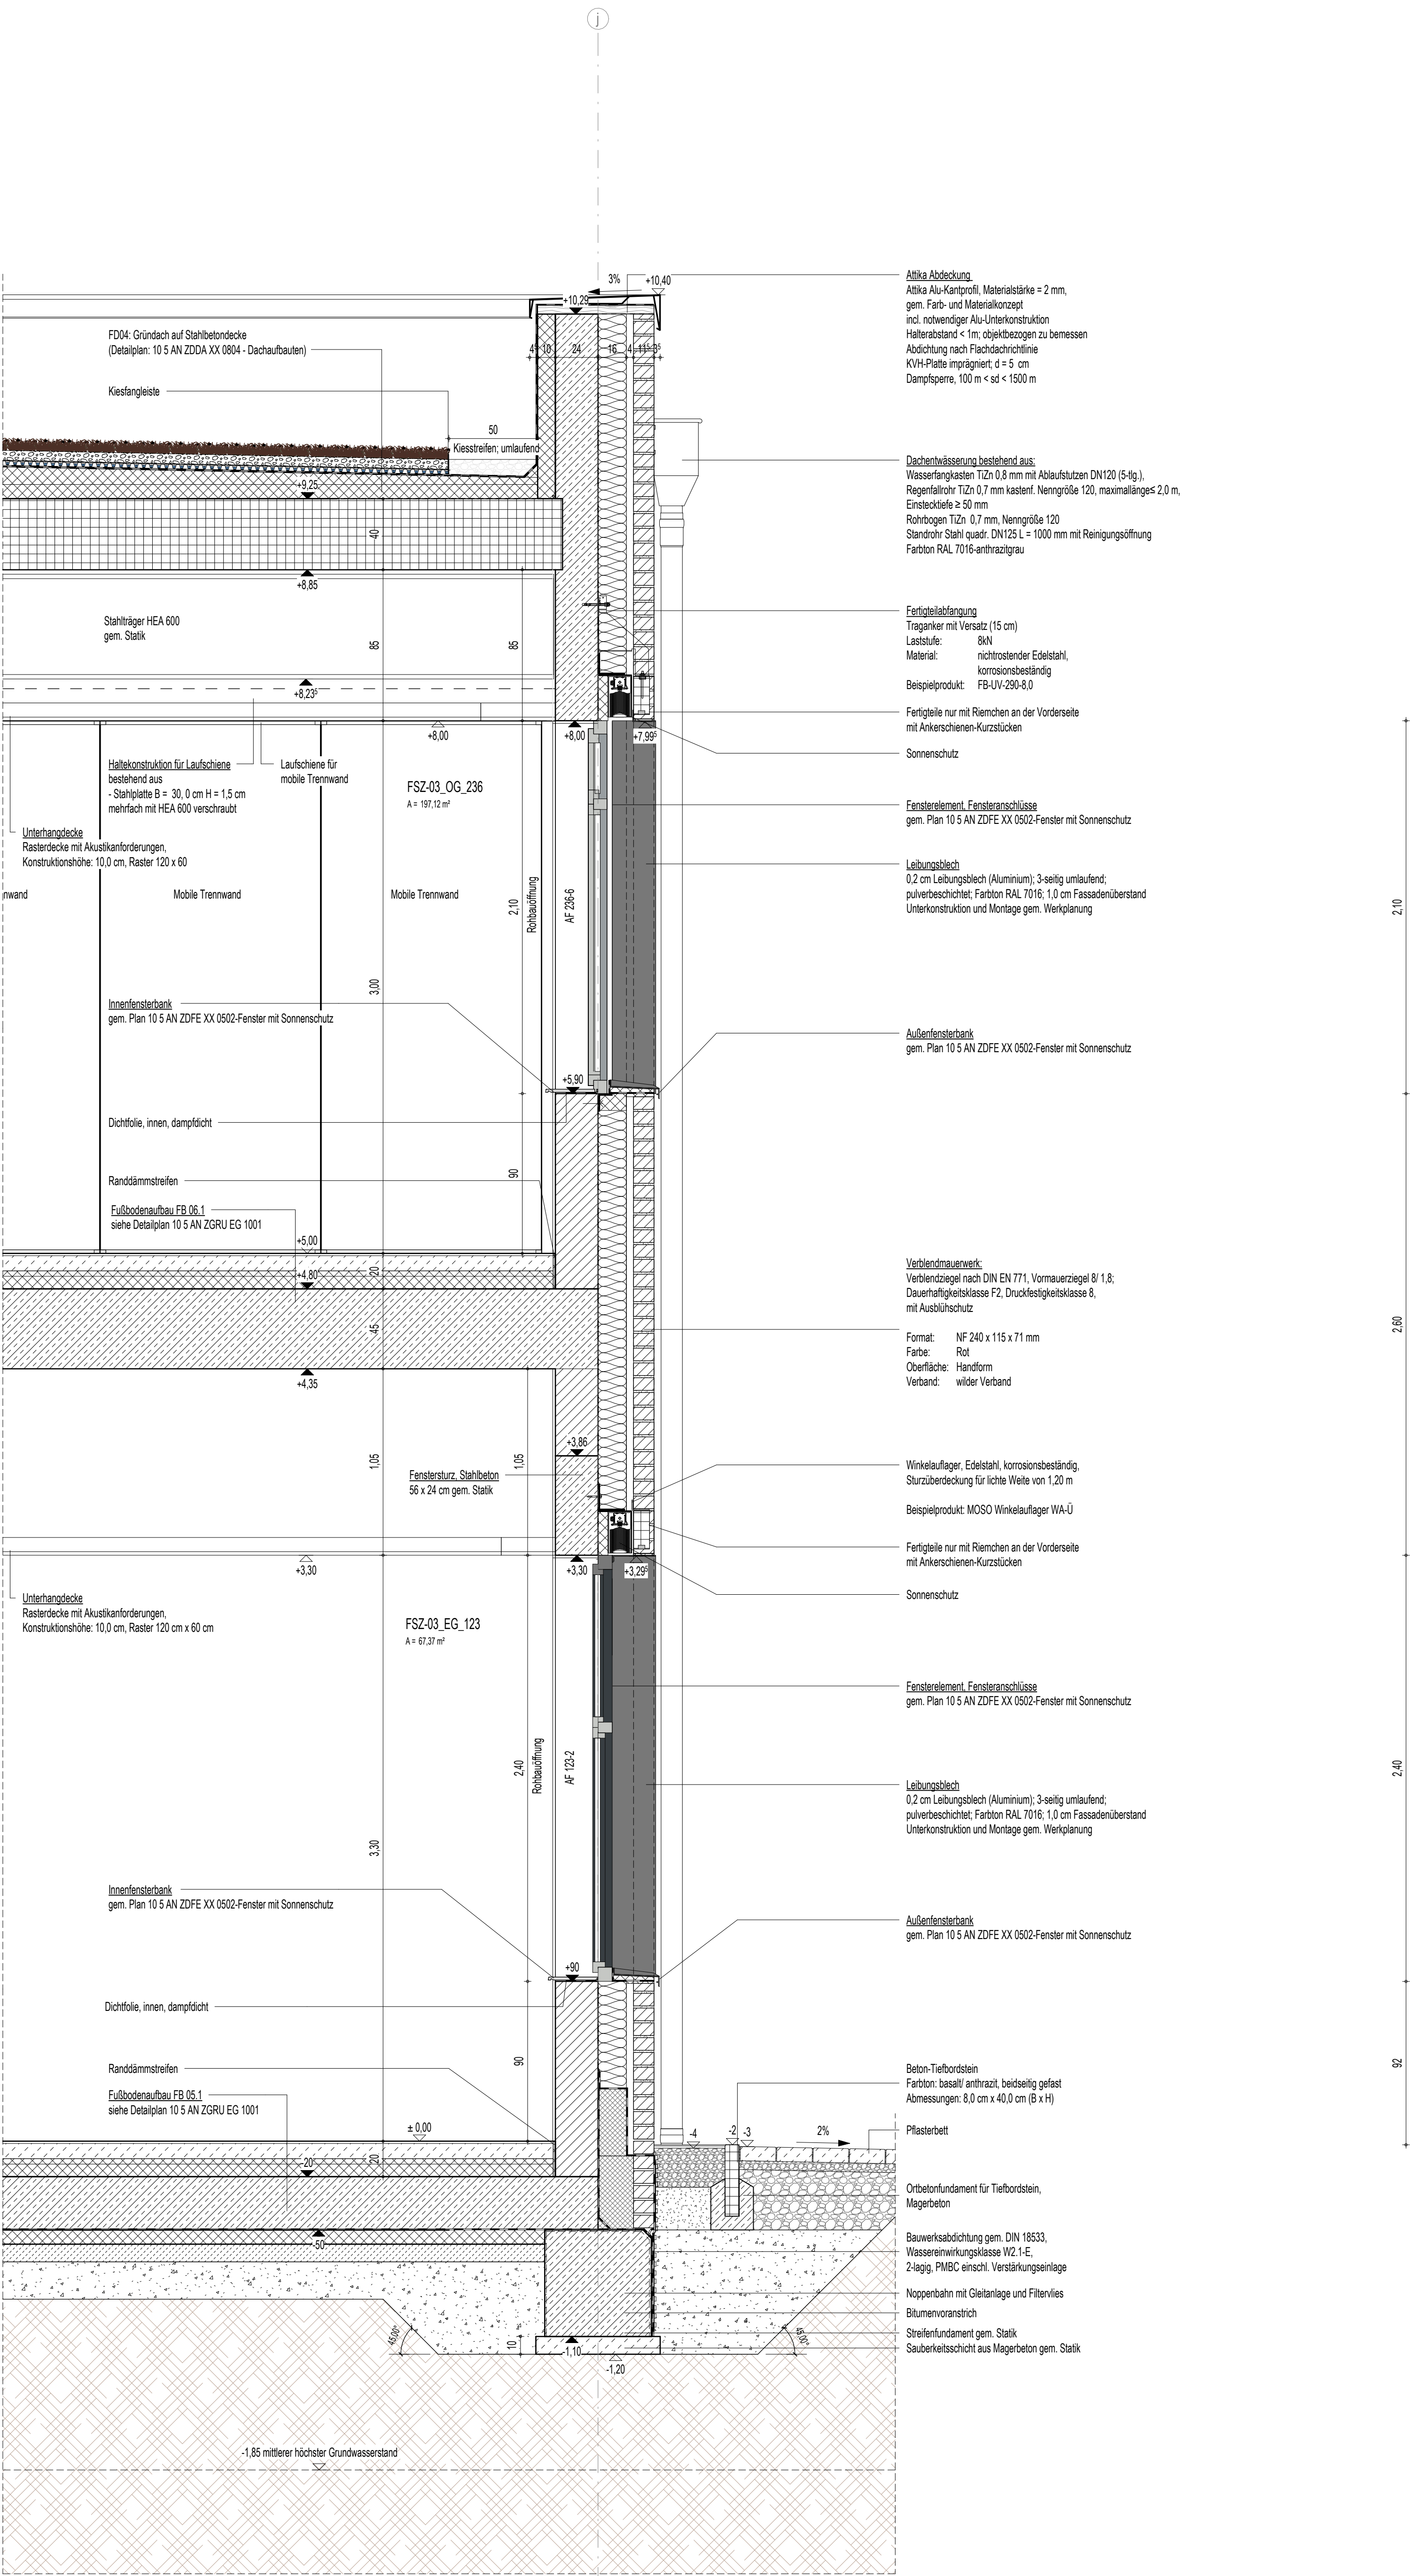 j
3%
+10,40
+10,29
4⁵
10
24
16
4
11⁵
3⁵
Attika Abdeckung
Attika Alu-Kantprofil, Materialstärke = 2 mm,
gem. Farb- und Materialkonzept
incl. notwendiger Alu-Unterkonstruktion
Halterabstand < 1m; objektbezogen zu bemessen
Abdichtung nach Flachdachrichtlinie
KVH-Platte imprägniert; d = 5 cm
Dampfsperre, 100 m < sd < 1500 m
FD04: Gründach auf Stahlbetondecke
(Detailplan: 10 5 AN ZDDA XX 0804 - Dachaufbauten)
Kiesfangleiste
50
Kiesstreifen; umlaufend
Dachentwässerung bestehend aus:
Wasserfangkasten TiZn 0,8 mm mit Ablaufstutzen DN120 (5-tlg.),
Regenfallrohr TiZn 0,7 mm kastenf. Nenngröße 120, maximallänge≤ 2,0 m,
Einstecktiefe ≥ 50 mm
Rohrbogen TiZn 0,7 mm, Nenngröße 120
Standrohr Stahl quadr. DN125 L = 1000 mm mit Reinigungsöffnung
Farbton RAL 7016-anthrazitgrau
+9,25
40
+8,85
Stahlträger HEA 600
gem. Statik
85
85
+8,23⁵
Fertigteilabfangung
Traganker mit Versatz (15 cm)
Laststufe: 8kN
Material: nichtrostender Edelstahl,
korrosionsbeständig
Beispielprodukt: FB-UV-290-8,0
Fertigteile nur mit Riemchen an der Vorderseite
mit Ankerschienen-Kurzstücken
Sonnenschutz
+8,00
+8,00
+7,99⁵
Haltekonstruktion für Laufschiene
bestehend aus
- Stahlplatte B = 30, 0 cm H = 1,5 cm
mehrfach mit HEA 600 verschraubt
Laufschiene für
mobile Trennwand
FSZ-03_OG_236
A = 197,12 m²
Unterhangdecke
Rasterdecke mit Akustikanforderungen,
Konstruktionshöhe: 10,0 cm, Raster 120 x 60
nwand
Mobile Trennwand
Mobile Trennwand
Fensterelement, Fensteranschlüsse
gem. Plan 10 5 AN ZDFE XX 0502-Fenster mit Sonnenschutz
Leibungsblech
0,2 cm Leibungsblech (Aluminium); 3-seitig umlaufend;
pulverbeschichtet; Farbton RAL 7016; 1,0 cm Fassadenüberstand
Unterkonstruktion und Montage gem. Werkplanung
2,10
Rohbauöffnung
AF 236-6
2,10
3,00
Innenfensterbank
gem. Plan 10 5 AN ZDFE XX 0502-Fenster mit Sonnenschutz
Außenfensterbank
gem. Plan 10 5 AN ZDFE XX 0502-Fenster mit Sonnenschutz
+5,90
Dichtfolie, innen, dampfdicht
90
Randdämmstreifen
Fußbodenaufbau FB 06.1
siehe Detailplan 10 5 AN ZGRU EG 1001
+5,00
+4,80
20
45
+4,35
Verblendmauerwerk:
Verblendziegel nach DIN EN 771, Vormauerziegel 8/ 1,8;
Dauerhaftigkeitsklasse F2, Druckfestigkeitsklasse 8,
mit Ausblühschutz
Format: NF 240 x 115 x 71 mm
Farbe: Rot
Oberfläche: Handform
Verband: wilder Verband
2,60
+3,86
1,05
1,05
Fenstersturz, Stahlbeton
56 x 24 cm gem. Statik
Winkelauflager, Edelstahl, korrosionsbeständig,
Sturzüberdeckung für lichte Weite von 1,20 m
Beispielprodukt: MOSO Winkelauflager WA-Ü
Fertigteile nur mit Riemchen an der Vorderseite
mit Ankerschienen-Kurzstücken
Sonnenschutz
+3,30
+3,30
+3,29⁵
Unterhangdecke
Rasterdecke mit Akustikanforderungen,
Konstruktionshöhe: 10,0 cm, Raster 120 cm x 60 cm
FSZ-03_EG_123
A = 67,37 m²
Fensterelement, Fensteranschlüsse
gem. Plan 10 5 AN ZDFE XX 0502-Fenster mit Sonnenschutz
2,40
Rohbauöffnung
AF 123-2
2,40
Leibungsblech
0,2 cm Leibungsblech (Aluminium); 3-seitig umlaufend;
pulverbeschichtet; Farbton RAL 7016; 1,0 cm Fassadenüberstand
Unterkonstruktion und Montage gem. Werkplanung
3,30
Innenfensterbank
gem. Plan 10 5 AN ZDFE XX 0502-Fenster mit Sonnenschutz
Außenfensterbank
gem. Plan 10 5 AN ZDFE XX 0502-Fenster mit Sonnenschutz
+90
Dichtfolie, innen, dampfdicht
90
92
Randdämmstreifen
Fußbodenaufbau FB 05.1
siehe Detailplan 10 5 AN ZGRU EG 1001
Beton-Tiefbordstein
Farbton: basalt/ anthrazit, beidseitig gefast
Abmessungen: 8,0 cm x 40,0 cm (B x H)
Pflasterbett
± 0,00
-4
-2
-3
2%
-20
20
Ortbetonfundament für Tiefbordstein,
Magerbeton
-50
Bauwerksabdichtung gem. DIN 18533,
Wassereinwirkungsklasse W2.1-E,
2-lagig, PMBC einschl. Verstärkungseinlage
Noppenbahn mit Gleitanlage und Filtervlies
Bitumenvoranstrich
Streifenfundament gem. Statik
Sauberkeitsschicht aus Magerbeton gem. Statik
45,00°
10
-1,10
-1,20
45,00°
-1,85 mittlerer höchster Grundwasserstand